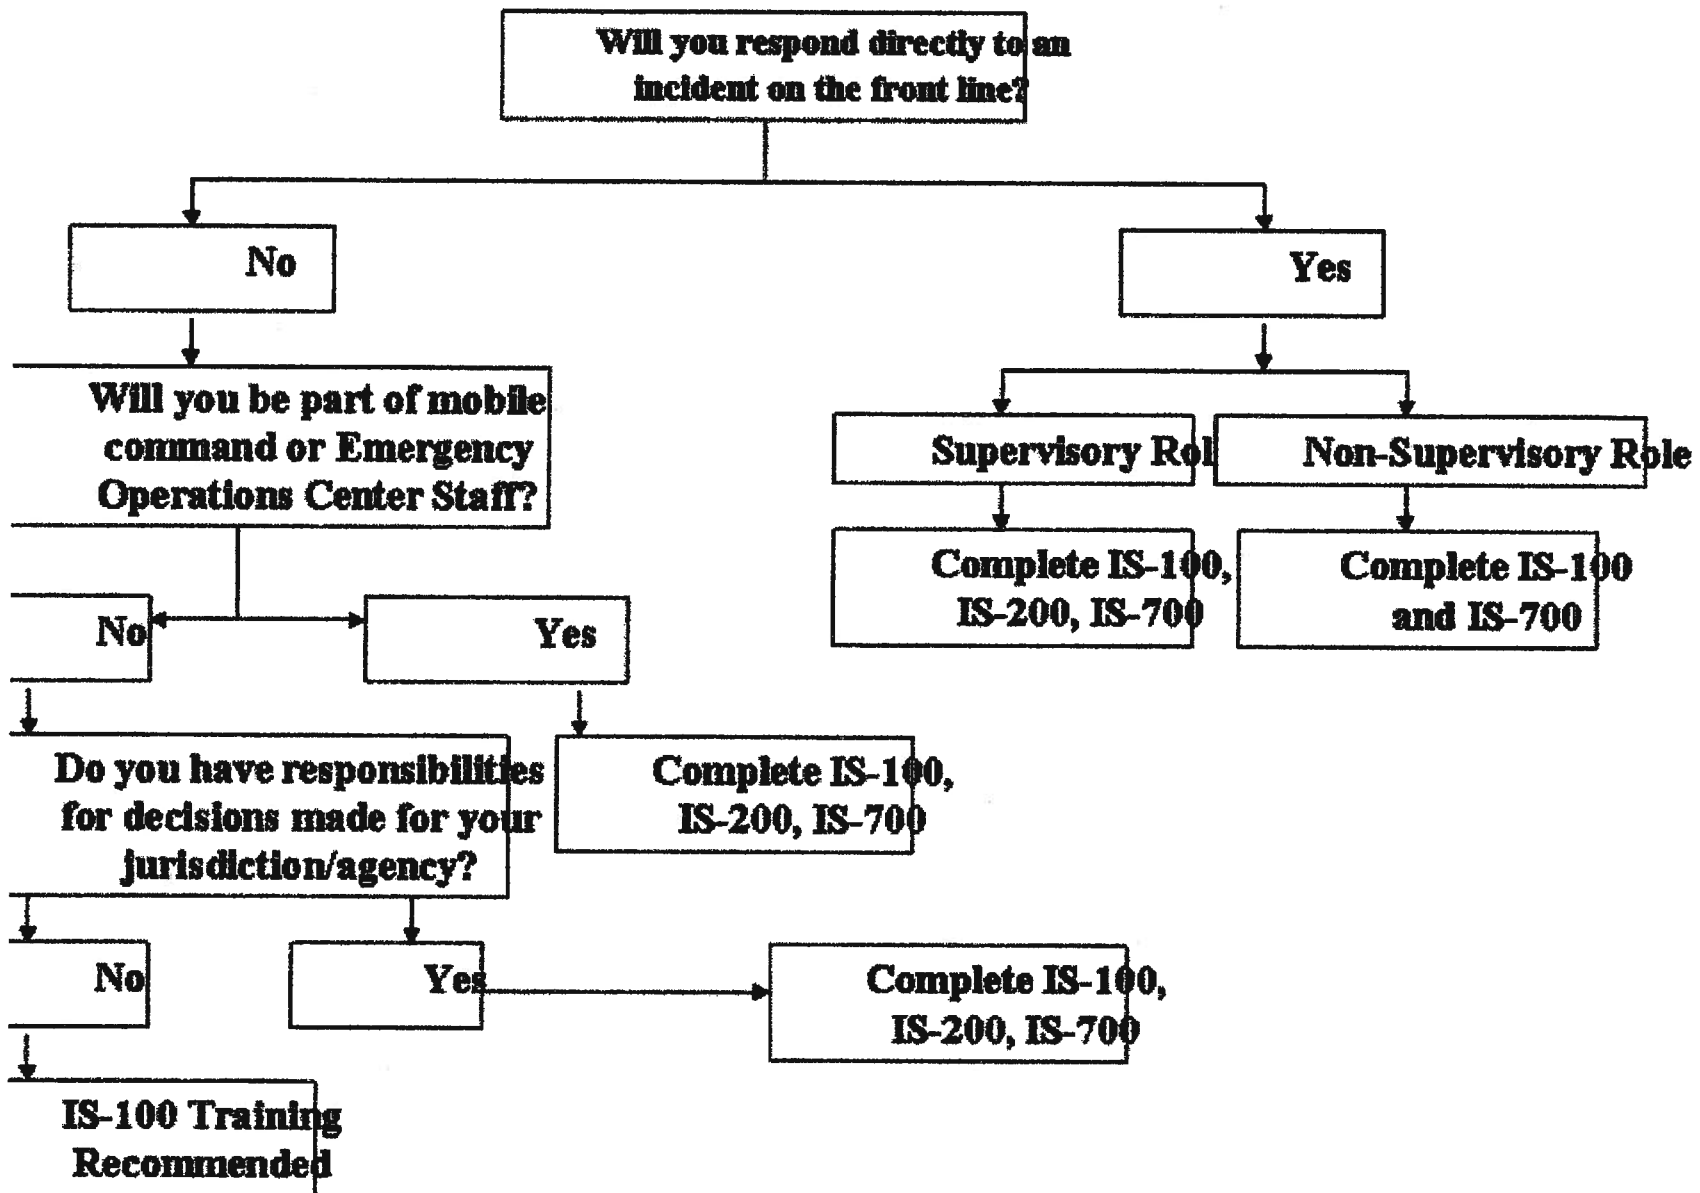 Will you respond directly to an
incident on the front line?
No
Yes
Will you be part of mobile
command or Emergency
Operations Center Staff?
Supervisory Rol
Non-Supervisory Role
Complete IS-100,
IS-200, IS-700
Complete IS-100
and IS-700
No
Yes
Do you have responsibilities
for decisions made for your
jurisdiction/agency?
Complete IS-100,
IS-200, IS-700
No
Yes
Complete IS-100,
IS-200, IS-700
IS-100 Training
Recommended